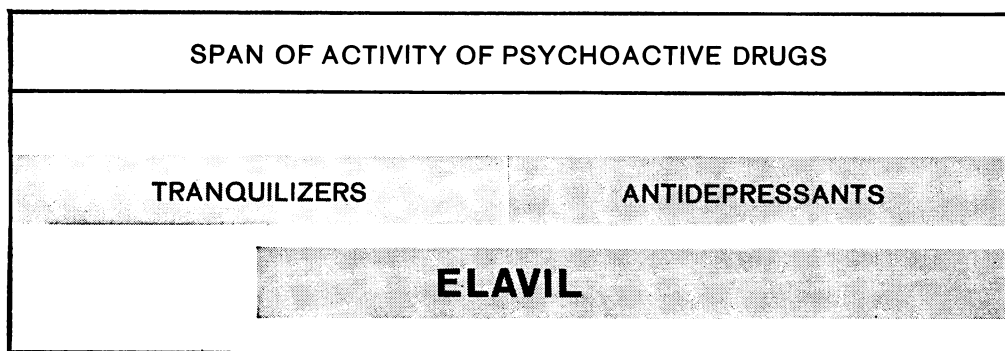 SPAN OF ACTIVITY OF PSYCHOACTIVE DRUGS
TRANQUILIZERS ANTIDEPRESSANTS
ELAVIL